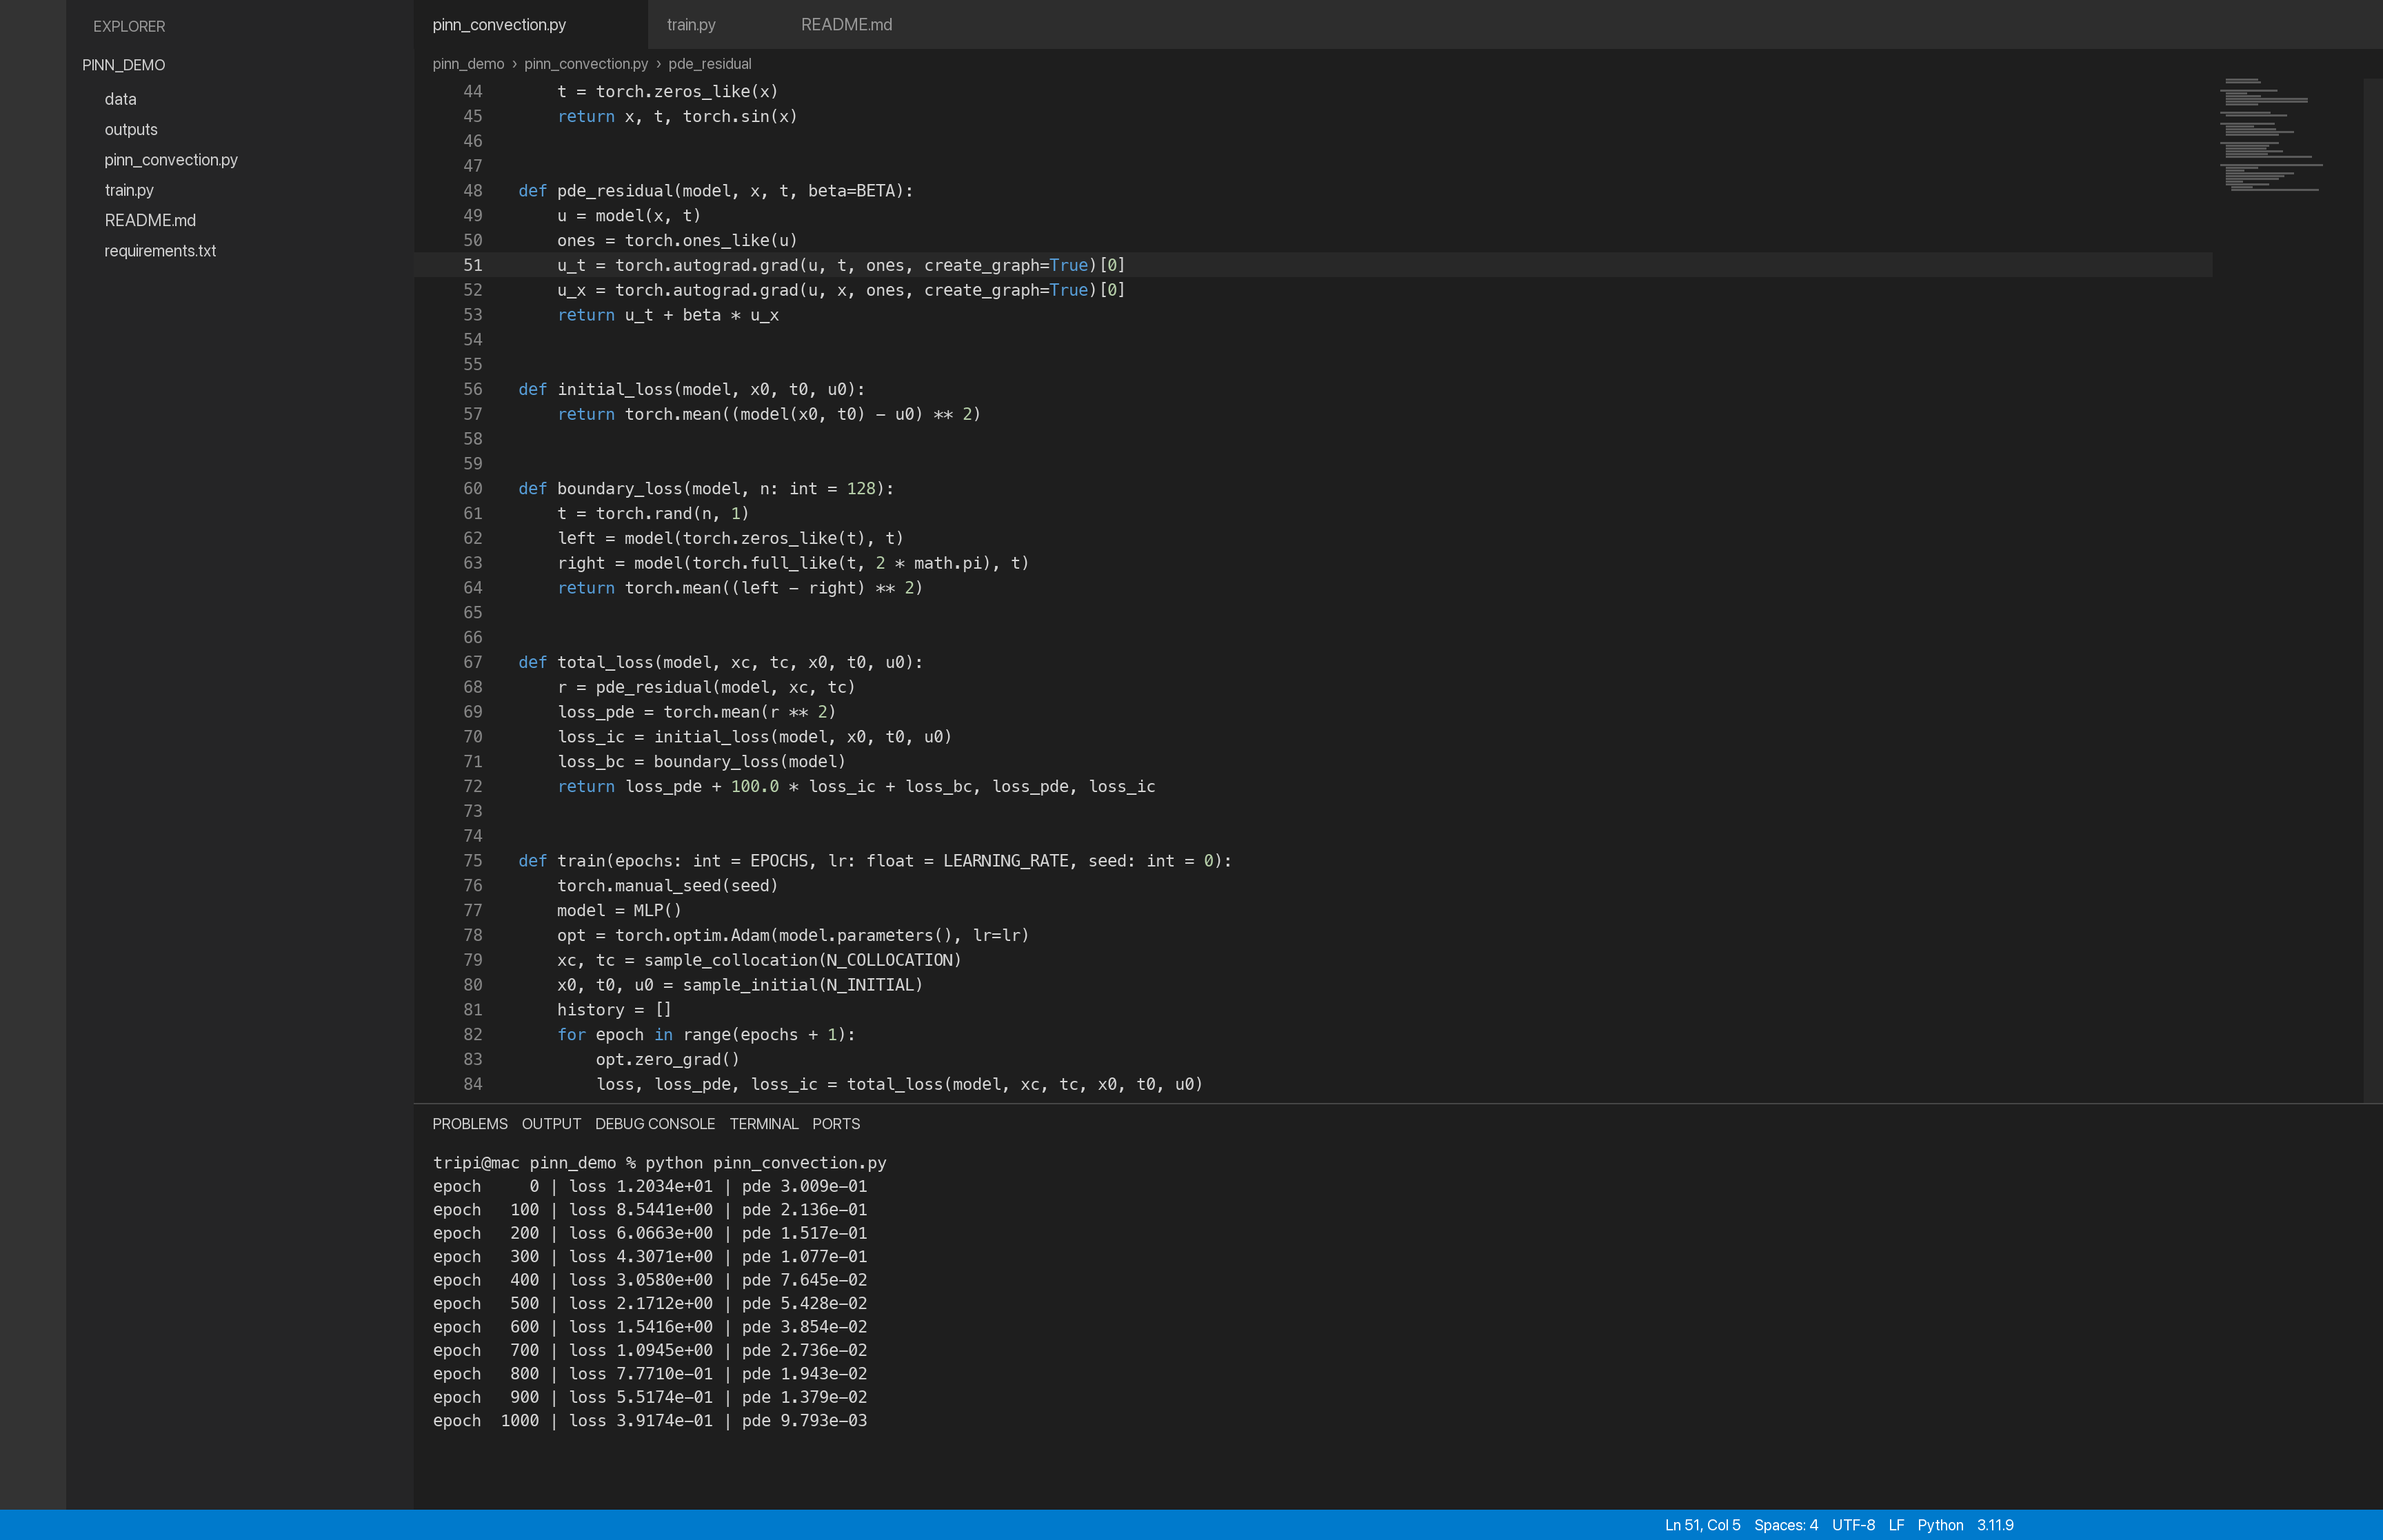 EXPLORER
PINN_DEMO
data
outputs
pinn_convection.py
train.py
README.md
requirements.txt
pinn_convection.py train.py README.md
pinn_demo › pinn_convection.py › pde_residual
44     t = torch.zeros_like(x)
45     return x, t, torch.sin(x)
46
47
48 def pde_residual(model, x, t, beta=BETA):
49     u = model(x, t)
50     ones = torch.ones_like(u)
51     u_t = torch.autograd.grad(u, t, ones, create_graph=True)[0]
52     u_x = torch.autograd.grad(u, x, ones, create_graph=True)[0]
53     return u_t + beta * u_x
54
55
56 def initial_loss(model, x0, t0, u0):
57     return torch.mean((model(x0, t0) - u0) ** 2)
58
59
60 def boundary_loss(model, n: int = 128):
61     t = torch.rand(n, 1)
62     left = model(torch.zeros_like(t), t)
63     right = model(torch.full_like(t, 2 * math.pi), t)
64     return torch.mean((left - right) ** 2)
65
66
67 def total_loss(model, xc, tc, x0, t0, u0):
68     r = pde_residual(model, xc, tc)
69     loss_pde = torch.mean(r ** 2)
70     loss_ic = initial_loss(model, x0, t0, u0)
71     loss_bc = boundary_loss(model)
72     return loss_pde + 100.0 * loss_ic + loss_bc, loss_pde, loss_ic
73
74
75 def train(epochs: int = EPOCHS, lr: float = LEARNING_RATE, seed: int = 0):
76     torch.manual_seed(seed)
77     model = MLP()
78     opt = torch.optim.Adam(model.parameters(), lr=lr)
79     xc, tc = sample_collocation(N_COLLOCATION)
80     x0, t0, u0 = sample_initial(N_INITIAL)
81     history = []
82     for epoch in range(epochs + 1):
83         opt.zero_grad()
84         loss, loss_pde, loss_ic = total_loss(model, xc, tc, x0, t0, u0)
PROBLEMS OUTPUT DEBUG CONSOLE TERMINAL PORTS
tripi@mac pinn_demo % python pinn_convection.py
epoch     0 | loss 1.2034e+01 | pde 3.009e-01
epoch   100 | loss 8.5441e+00 | pde 2.136e-01
epoch   200 | loss 6.0663e+00 | pde 1.517e-01
epoch   300 | loss 4.3071e+00 | pde 1.077e-01
epoch   400 | loss 3.0580e+00 | pde 7.645e-02
epoch   500 | loss 2.1712e+00 | pde 5.428e-02
epoch   600 | loss 1.5416e+00 | pde 3.854e-02
epoch   700 | loss 1.0945e+00 | pde 2.736e-02
epoch   800 | loss 7.7710e-01 | pde 1.943e-02
epoch   900 | loss 5.5174e-01 | pde 1.379e-02
epoch  1000 | loss 3.9174e-01 | pde 9.793e-03
Ln 51, Col 5 Spaces: 4 UTF-8 LF Python 3.11.9